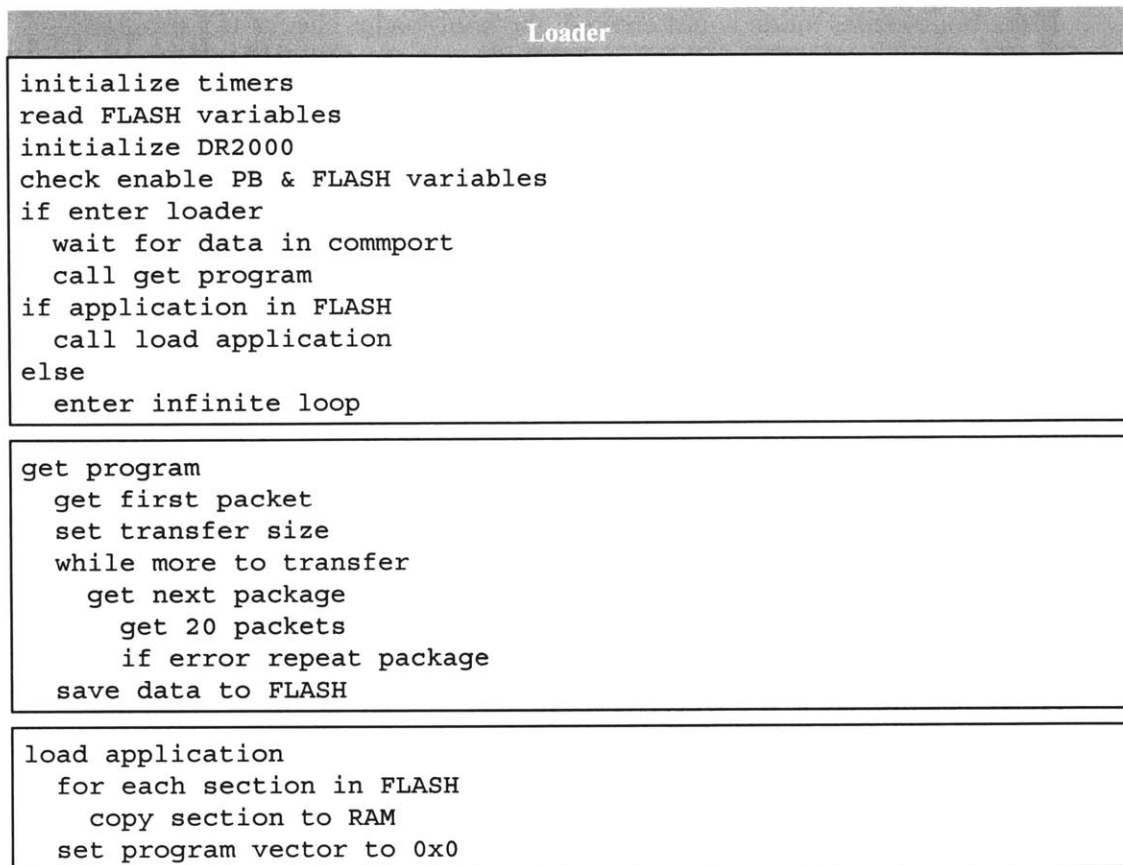 Loader
initialize timers
read FLASH variables
initialize DR2000
check enable PB & FLASH variables
if enter loader
  wait for data in commport
  call get program
if application in FLASH
  call load application
else
  enter infinite loop
get program
  get first packet
  set transfer size
  while more to transfer
    get next package
      get 20 packets
      if error repeat package
  save data to FLASH
load application
  for each section in FLASH
    copy section to RAM
  set program vector to 0x0